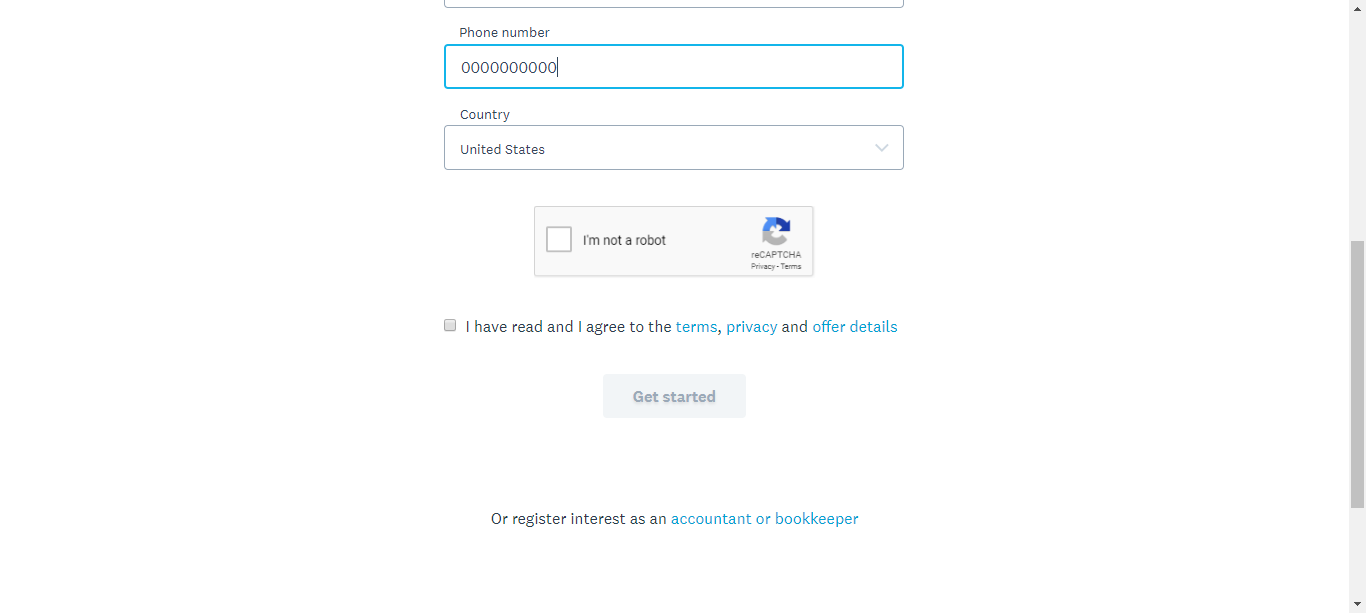 Phone number
0000000000
Country
United States
I'm not a robot
reCAPTCHA
Privacy - Terms
I have read and I agree to the terms, privacy and offer details
Get started
Or register interest as an accountant or bookkeeper